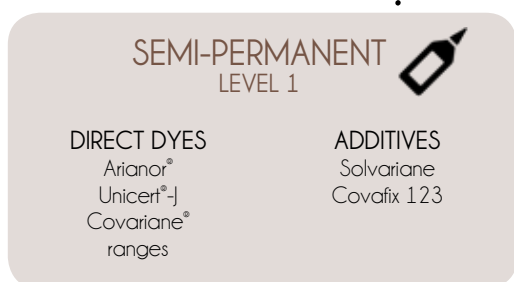 SEMI-PERMANENT
LEVEL 1
DIRECT DYES
Arianor®
Unicert®-J
Covariane®
ranges
ADDITIVES
Solvariane
Covafix 123